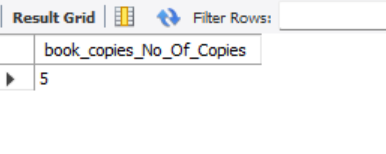 Result Grid Filter Rows:
book_copies_No_Of_Copies
5